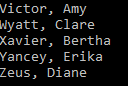 Victor, Amy
Wyatt, Clare
Xavier, Bertha
Yancey, Erika
Zeus, Diane